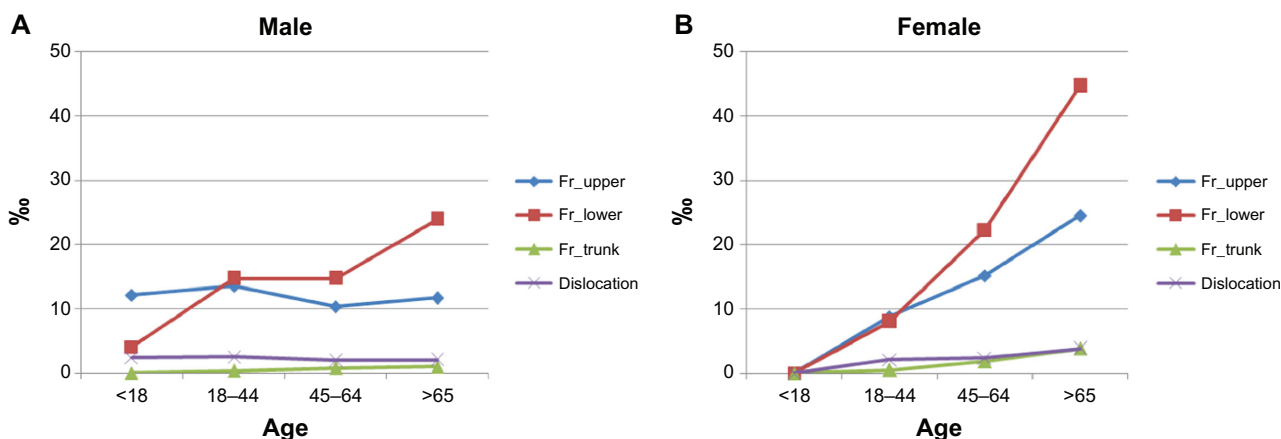 A
Male
50
40
30
20
10
0
‰
<18
18–44
45–64
>65
Age
Fr_upper
Fr_lower
Fr_trunk
Dislocation
B
Female
50
40
30
20
10
0
‰
<18
18–44
45–64
>65
Age
Fr_upper
Fr_lower
Fr_trunk
Dislocation